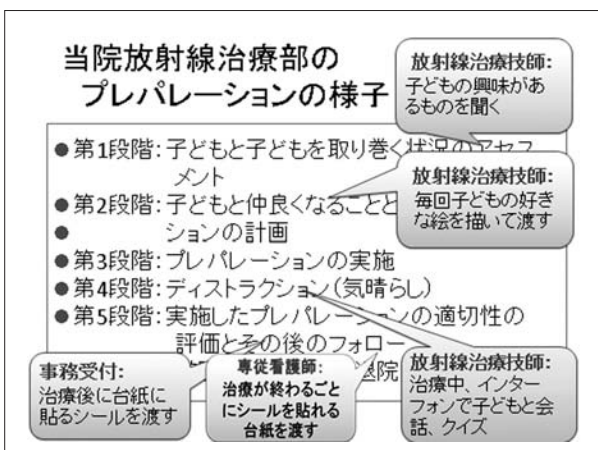 当院放射線治療部の
プレパレーションの様子
放射線治療技師:
子どもの興味があ
るものを聞く
●第1段階:子どもと子どもを取り巻く状況のアセス
メント
放射線治療技師:
毎回子どもの好き
な絵を描いて渡す
●第2段階:子どもと仲良くなることと
● ションの計画
●第3段階:プレパレーションの実施
●第4段階:ディストラクション(気晴らし)
●第5段階:実施したプレパレーションの適切性の
評価とその後のフォロー
退院
事務受付:
治療後に台紙に
貼るシールを渡す
専従看護師:
治療が終わるごと
にシールを貼れる
台紙を渡す
放射線治療技師:
治療中、インター
フォンで子どもと会
話、クイズ